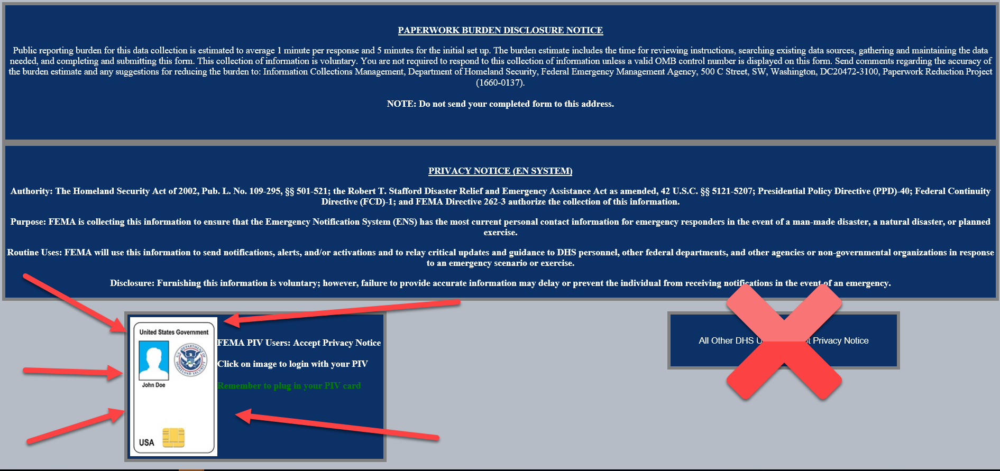 PAPERWORK BURDEN DISCLOSURE NOTICE
Public reporting burden for this data collection is estimated to average 1 minute per response and 5 minutes for the initial set up. The burden estimate includes the time for reviewing instructions, searching existing data sources, gathering and maintaining the data
needed, and completing and submitting this form. This collection of information is voluntary. You are not required to respond to this collection of information unless a valid OMB control number is displayed on this form. Send comments regarding the accuracy of
the burden estimate and any suggestions for reducing the burden to: Information Collections Management, Department of Homeland Security, Federal Emergency Management Agency, 500 C Street, SW, Washington, DC20472-3100, Paperwork Reduction Project
(1660-0137).
NOTE: Do not send your completed form to this address.
PRIVACY NOTICE (EN SYSTEM)
Authority: The Homeland Security Act of 2002, Pub. L. No. 109-295, §§ 501-521; the Robert T. Stafford Disaster Relief and Emergency Assistance Act as amended, 42 U.S.C. §§ 5121-5207; Presidential Policy Directive (PPD)-40; Federal Continuity
Directive (FCD)-1; and FEMA Directive 262-3 authorize the collection of this information.
Purpose: FEMA is collecting this information to ensure that the Emergency Notification System (ENS) has the most current personal contact information for emergency responders in the event of a man-made disaster, a natural disaster, or planned
exercise.
Routine Uses: FEMA will use this information to send notifications, alerts, and/or activations and to relay critical updates and guidance to DHS personnel, other federal departments, and other agencies or non-governmental organizations in response
to an emergency scenario or exercise.
Disclosure: Furnishing this information is voluntary; however, failure to provide accurate information may delay or prevent the individual from receiving notifications in the event of an emergency.
United States Government
U.S. DEPARTMENT OF HOMELAND SECURITY
John Doe
USA
FEMA PIV Users: Accept Privacy Notice
Click on image to login with your PIV
Remember to plug in your PIV card
All Other DHS Privacy Notice